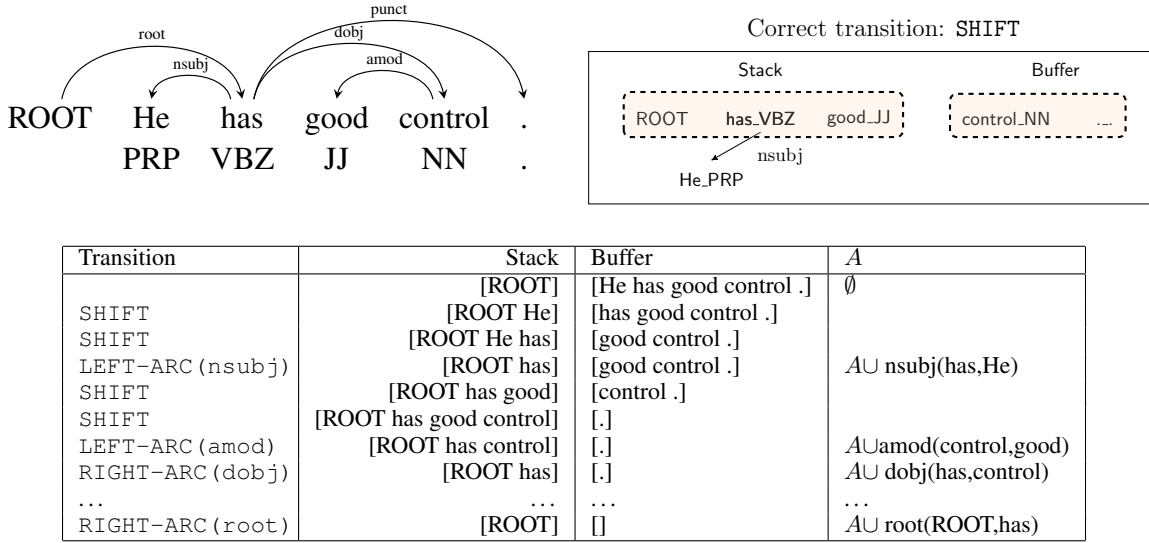 punct
root
dobj
nsubj
amod
ROOT He has good control .
PRP VBZ JJ NN .
Correct transition: SHIFT
Stack Buffer
ROOT has_VBZ good_JJ control_NN ._.
nsubj
He_PRP
Transition Stack Buffer A
[ROOT] [He has good control .] ∅
SHIFT [ROOT He] [has good control .]
SHIFT [ROOT He has] [good control .]
LEFT-ARC(nsubj) [ROOT has] [good control .] A∪ nsubj(has,He)
SHIFT [ROOT has good] [control .]
SHIFT [ROOT has good control] [.]
LEFT-ARC(amod) [ROOT has control] [.] A∪amod(control,good)
RIGHT-ARC(dobj) [ROOT has] [.] A∪ dobj(has,control)
... ... ... ...
RIGHT-ARC(root) [ROOT] [] A∪ root(ROOT,has)